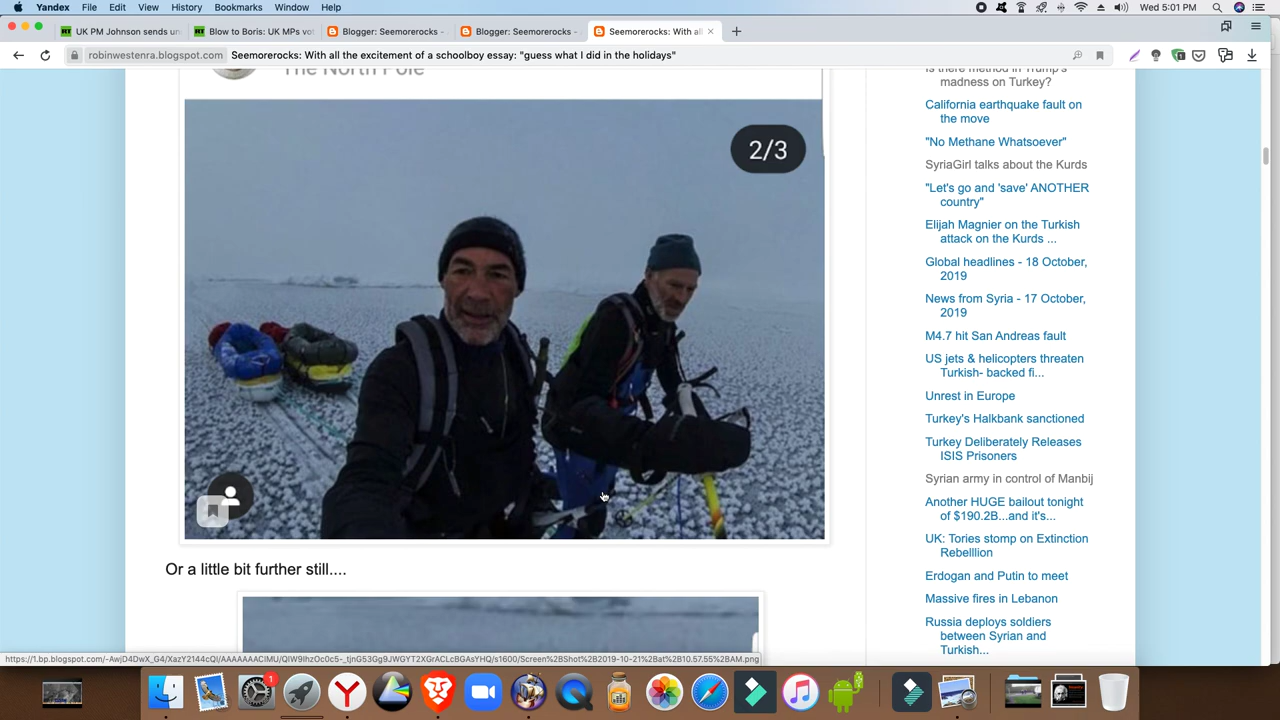 Yandex File Edit View History Bookmarks Window Help
Wed 5:01 PM
UK PM Johnson sends un
Blow to Boris: UK MPs vot
Blogger: Seemorerocks -
Blogger: Seemorerocks -
Seemorerocks: With all
robinwestenra.blogspot.com Seemorerocks: With all the excitement of a schoolboy essay: "guess what I did in the holidays"
The North Pole
2/3
Or a little bit further still....
Is there method in Trump's
madness on Turkey?
California earthquake fault on
the move
"No Methane Whatsoever"
SyriaGirl talks about the Kurds
"Let's go and 'save' ANOTHER
country"
Elijah Magnier on the Turkish
attack on the Kurds ...
Global headlines - 18 October,
2019
News from Syria - 17 October,
2019
M4.7 hit San Andreas fault
US jets & helicopters threaten
Turkish- backed fi...
Unrest in Europe
Turkey's Halkbank sanctioned
Turkey Deliberately Releases
ISIS Prisoners
Syrian army in control of Manbij
Another HUGE bailout tonight
of $190.2B...and it's...
UK: Tories stomp on Extinction
Rebelllion
Erdogan and Putin to meet
Massive fires in Lebanon
Russia deploys soldiers
between Syrian and
Turkish...
1